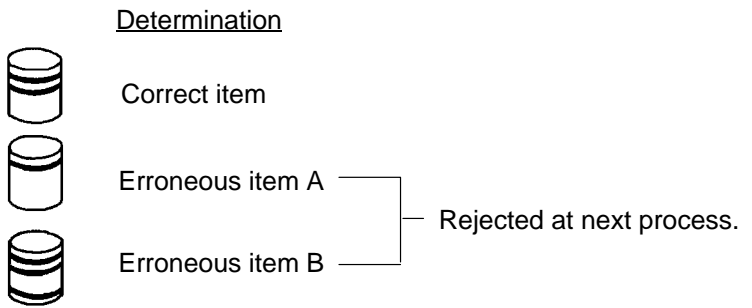 Determination
Correct item
Erroneous item A
Rejected at next process.
Erroneous item B